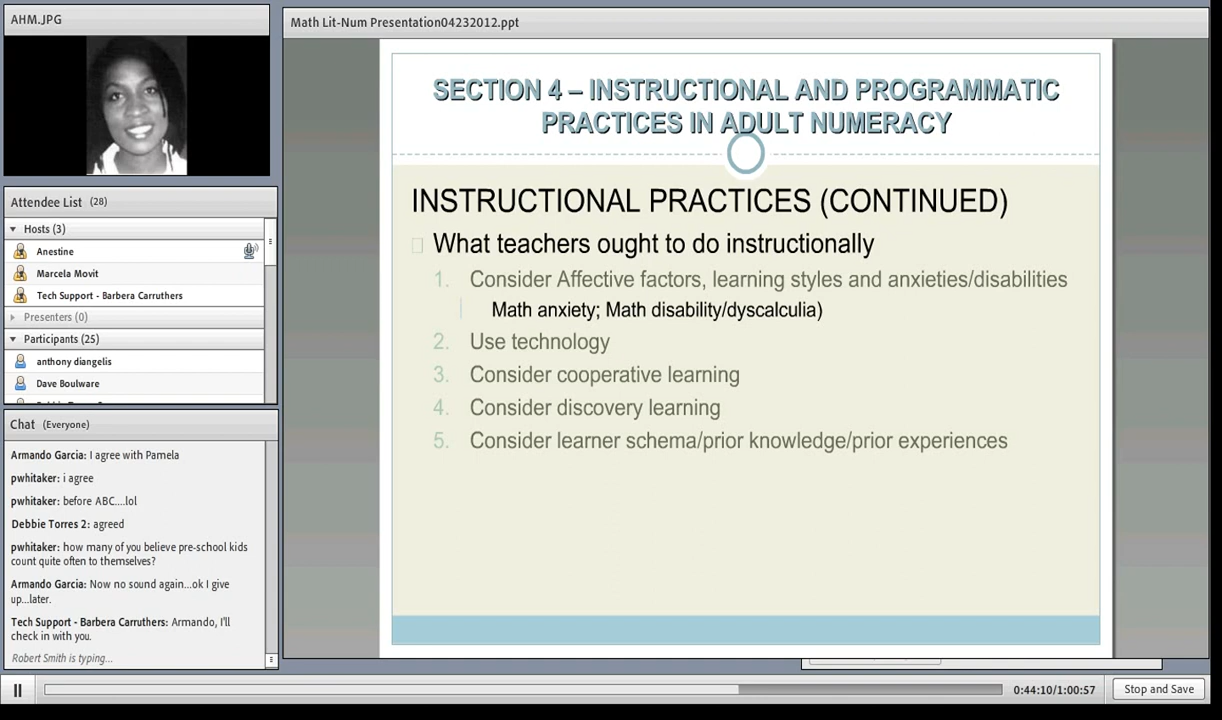 AHM.JPG
Attendee List (28)
Hosts (3)
Anestine
Marcela Movit
Tech Support - Barbera Carruthers
Presenters (0)
Participants (25)
anthony diangelis
Dave Boulware
Chat (Everyone)
Armando Garcia: I agree with Pamela
pwhitaker: i agree
pwhitaker: before ABC....lol
Debbie Torres 2: agreed
pwhitaker: how many of you believe pre-school kids
count quite often to themselves?
Armando Garcia: Now no sound again...ok I give
up...later.
Tech Support - Barbera Carruthers: Armando, I'll
check in with you.
Robert Smith is typing...
Math Lit-Num Presentation04232012.ppt
SECTION 4 – INSTRUCTIONAL AND PROGRAMMATIC
PRACTICES IN ADULT NUMERACY
INSTRUCTIONAL PRACTICES (CONTINUED)
What teachers ought to do instructionally
1. Consider Affective factors, learning styles and anxieties/disabilities
Math anxiety; Math disability/dyscalculia)
2. Use technology
3. Consider cooperative learning
4. Consider discovery learning
5. Consider learner schema/prior knowledge/prior experiences
0:44:10/1:00:57
Stop and Save